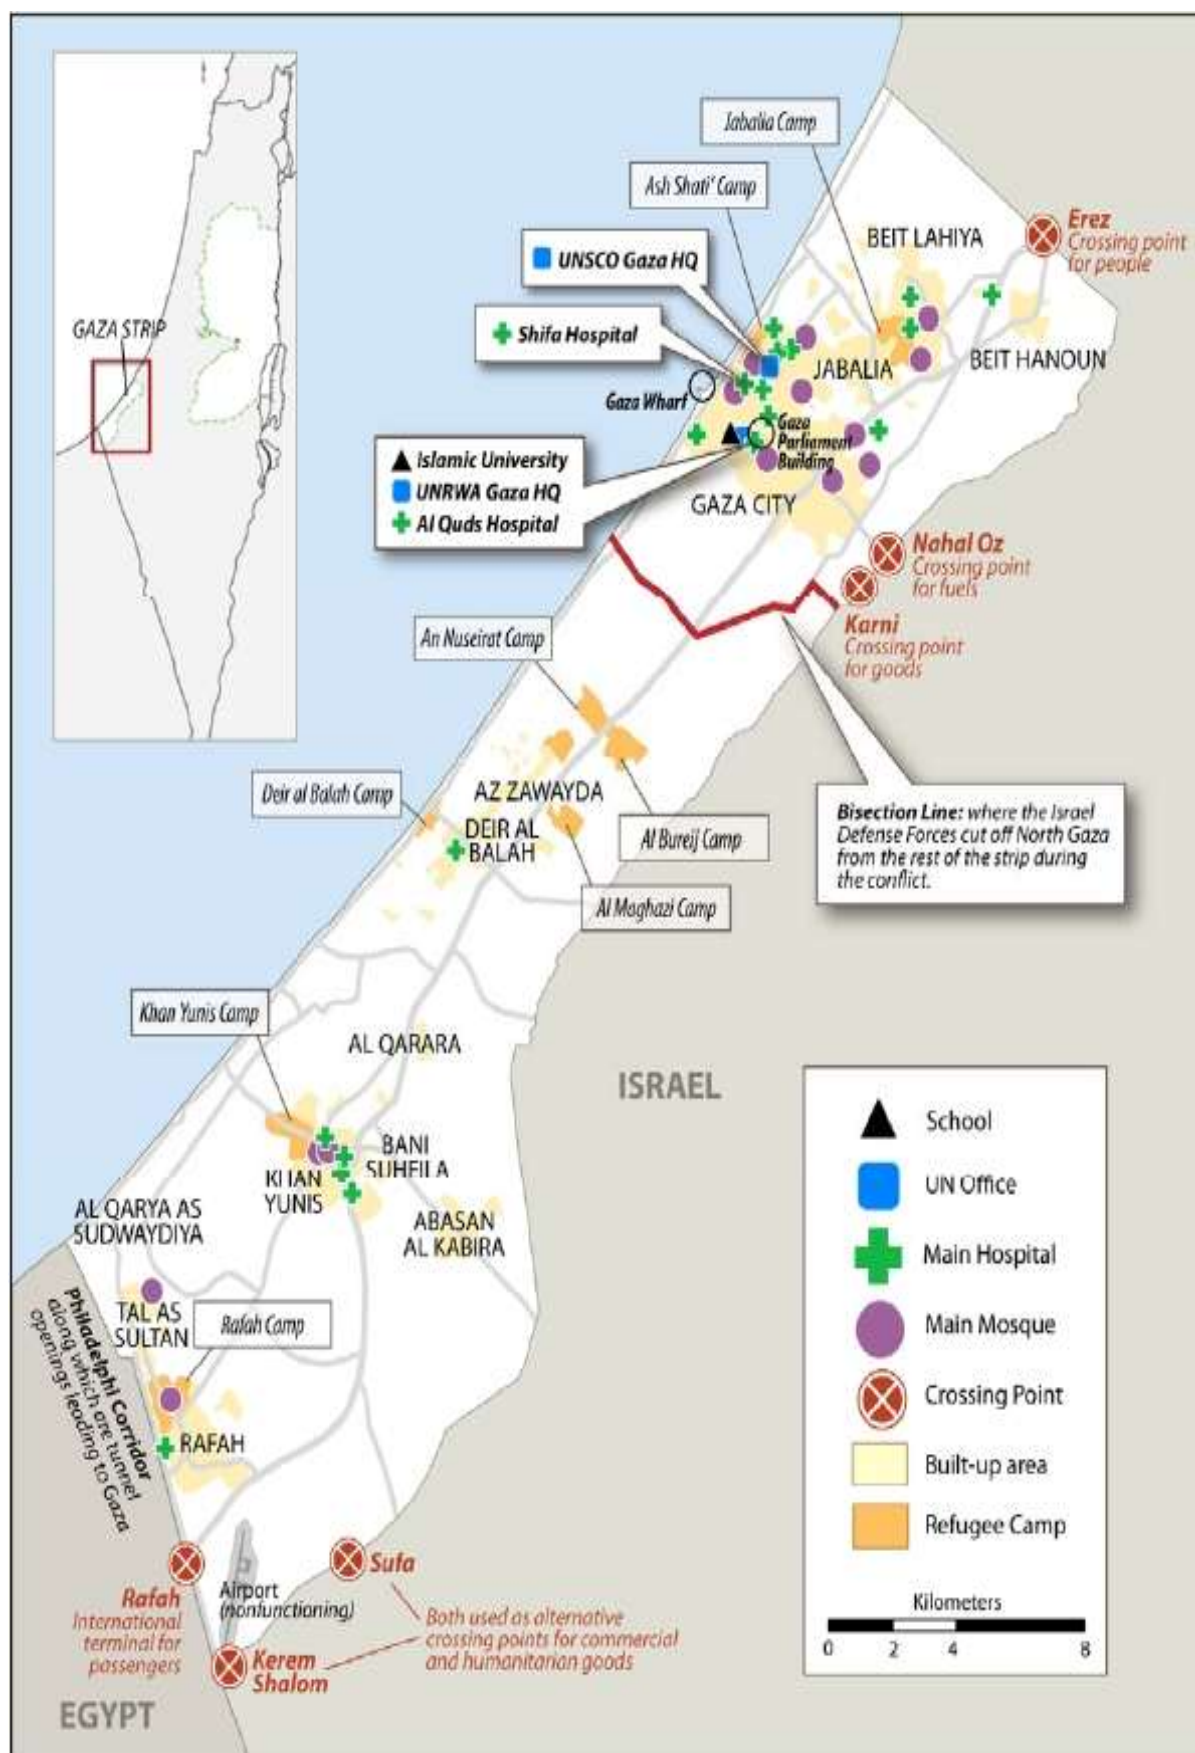 GAZA STRIP
Jabalia Camp
Ash Shati' Camp
UNSCO Gaza HQ
Shifa Hospital
BEIT LAHIYA
Erez
Crossing point
for people
JABALIA
BEIT HANOUN
Gaza Wharf
Gaza
Parliament
Building
Islamic University
UNRWA Gaza HQ
Al Quds Hospital
GAZA CITY
Nahal Oz
Crossing point
for fuels
Karni
Crossing point
for goods
An Nuseirat Camp
Deir al Balah Camp
AZ ZAWAYDA
DEIR AL
BALAH
Al Bureij Camp
Al Moghazi Camp
Bisection Line: where the Israel
Defense Forces cut off North Gaza
from the rest of the strip during
the conflict.
Khan Yunis Camp
AL QARARA
ISRAEL
BANI
SUHEILA
KHAN
YUNIS
AL QARYA AS
SUDWAYDIYA
ABASAN
AL KABIRA
TAL AS
SULTAN
Rafah Camp
Philadelphi Corridor
along which are tunnel
openings leading to Gaza
RAFAH
Rafah
International
terminal for
passengers
Airport
(nonfunctioning)
Sufa
Both used as alternative
crossing points for commercial
and humanitarian goods
Kerem
Shalom
EGYPT
School
UN Office
Main Hospital
Main Mosque
Crossing Point
Built-up area
Refugee Camp
Kilometers
0 2 4 8